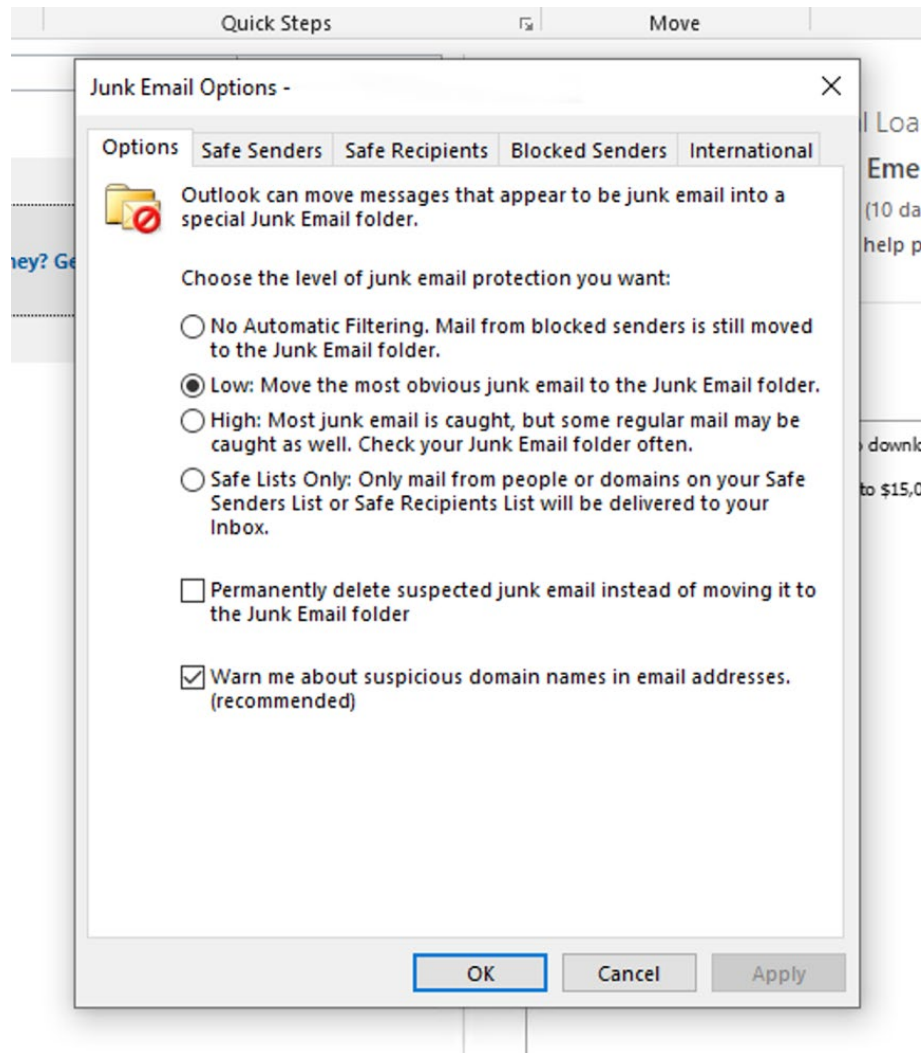 Quick Steps
Move
Junk Email Options -
Options
Safe Senders
Safe Recipients
Blocked Senders
International
Outlook can move messages that appear to be junk email into a
special Junk Email folder.
Choose the level of junk email protection you want:
No Automatic Filtering. Mail from blocked senders is still moved
to the Junk Email folder.
Low: Move the most obvious junk email to the Junk Email folder.
High: Most junk email is caught, but some regular mail may be
caught as well. Check your Junk Email folder often.
Safe Lists Only: Only mail from people or domains on your Safe
Senders List or Safe Recipients List will be delivered to your
Inbox.
Permanently delete suspected junk email instead of moving it to
the Junk Email folder
Warn me about suspicious domain names in email addresses.
(recommended)
OK
Cancel
Apply
(10
help
to